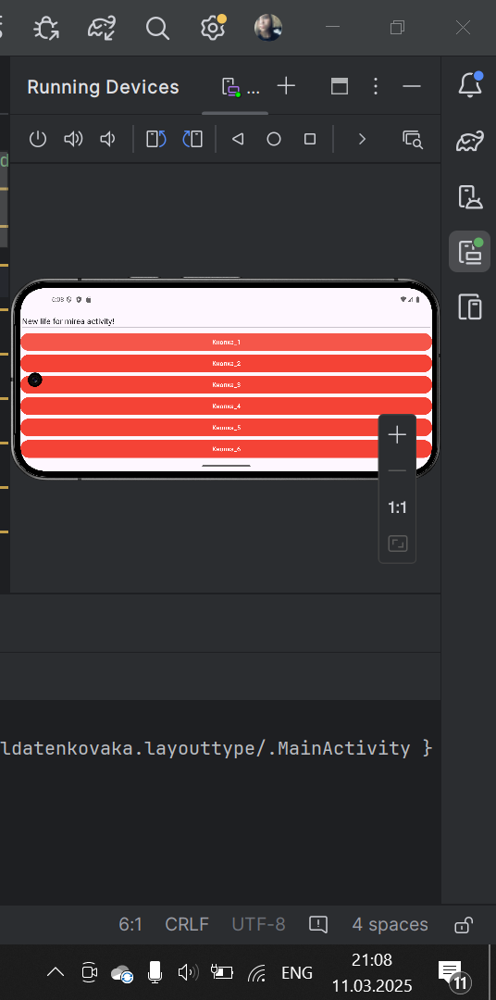 Running Devices
...
d
6:08
New life for mirea activity!
Кнопка_1
Кнопка_2
Кнопка_3
Кнопка_4
Кнопка_5
Кнопка_6
1:1
ldatenkovaka.layouttype/.MainActivity }
6:1 CRLF UTF-8 4 spaces
ENG 21:08
11.03.2025 11